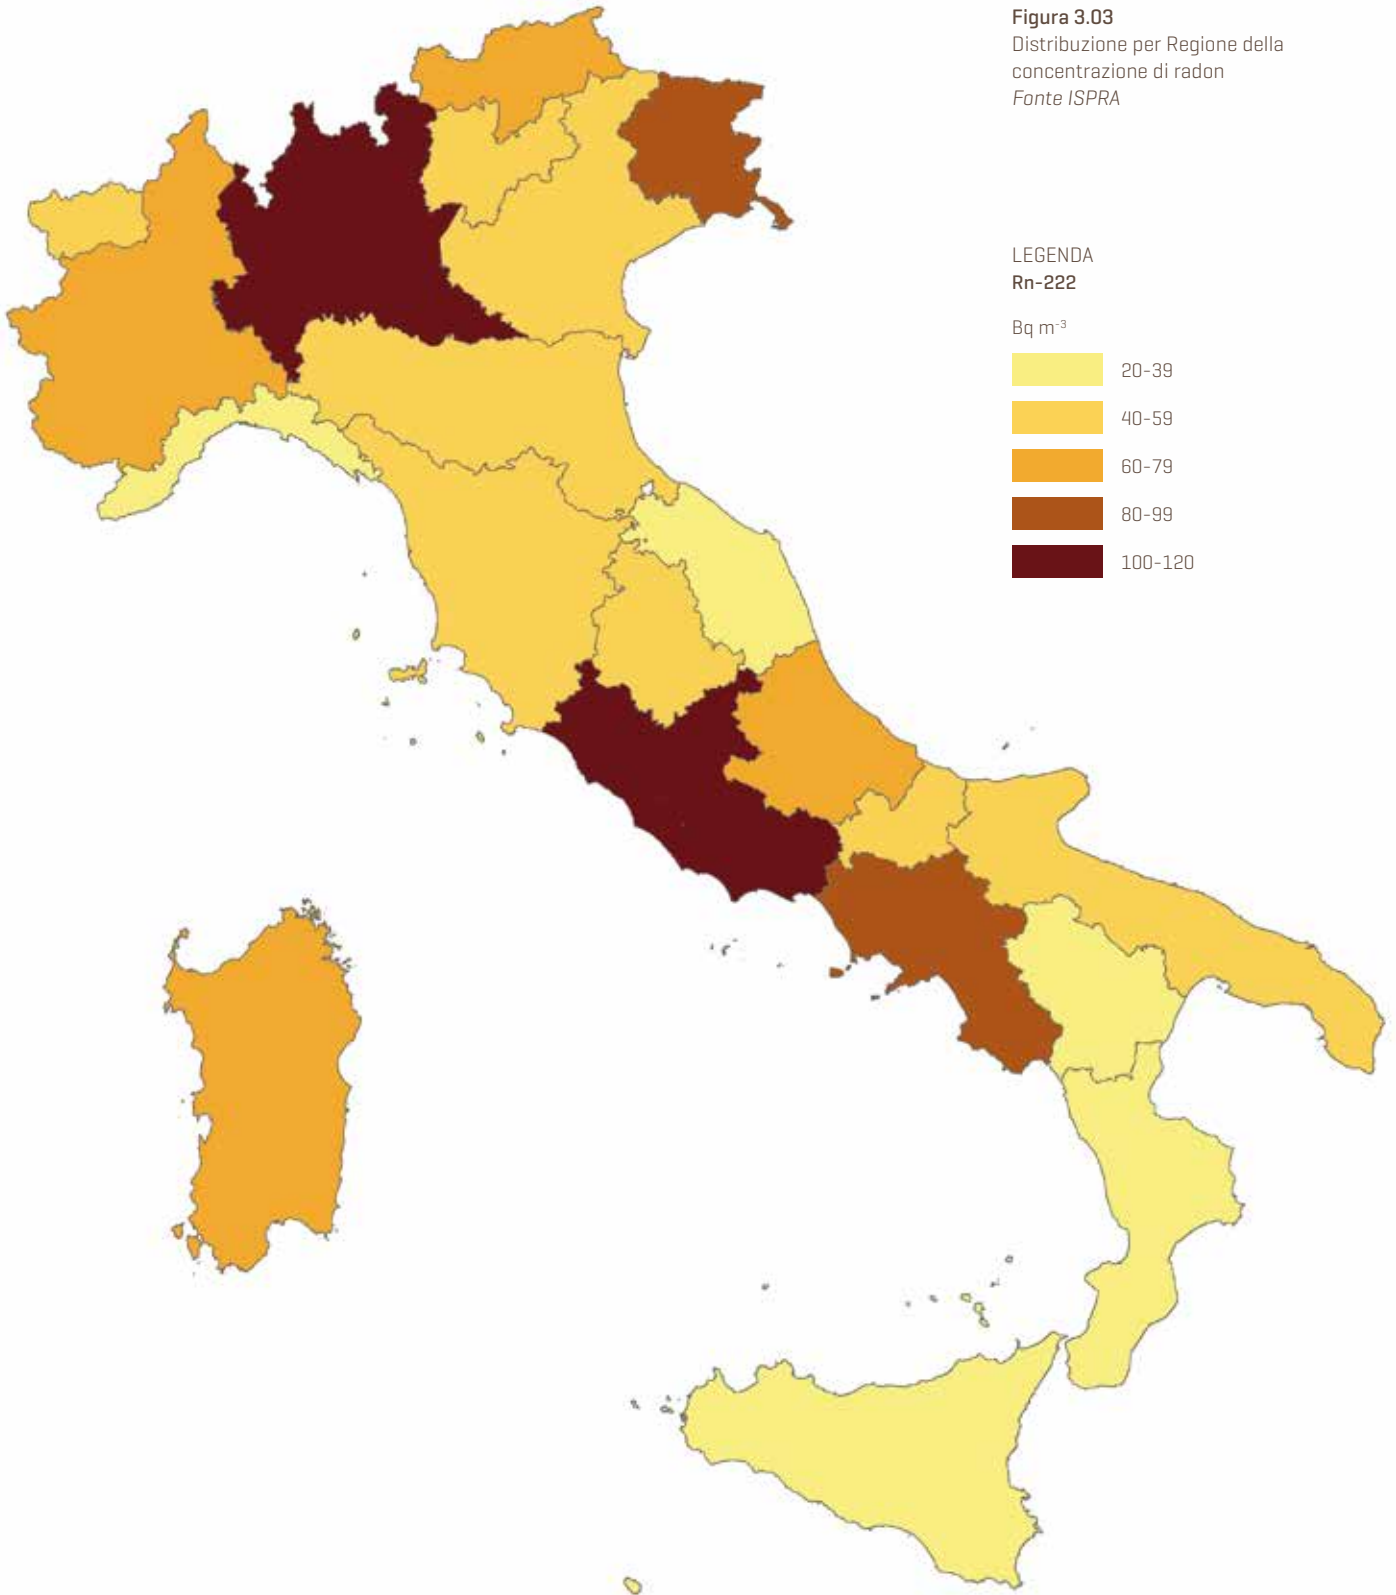 Figura 3.03
Distribuzione per Regione della
concentrazione di radon
Fonte ISPRA
LEGENDA
Rn-222
Bq m⁻³
20-39
40-59
60-79
80-99
100-120